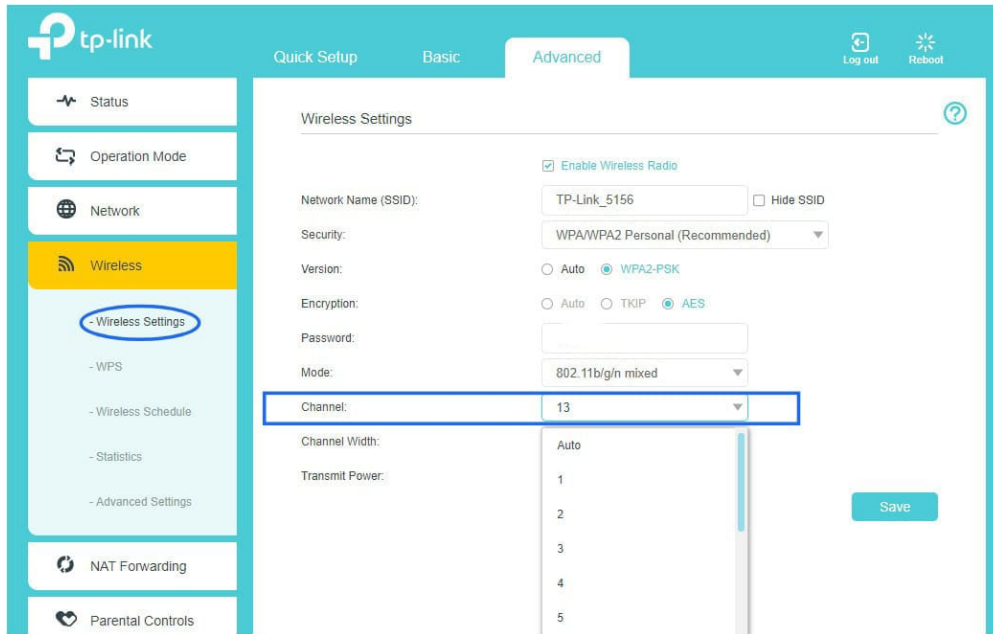 tp-link
Quick Setup Basic Advanced Log out Reboot
Status
Operation Mode
Network
Wireless
- Wireless Settings
- WPS
- Wireless Schedule
- Statistics
- Advanced Settings
NAT Forwarding
Parental Controls
Wireless Settings ?
Enable Wireless Radio
Network Name (SSID): TP-Link_5156 Hide SSID
Security: WPA/WPA2 Personal (Recommended)
Version: Auto WPA2-PSK
Encryption: Auto TKIP AES
Password:
Mode: 802.11b/g/n mixed
Channel: 13
Channel Width:
Transmit Power:
Auto
1
2
3
4
5
Save